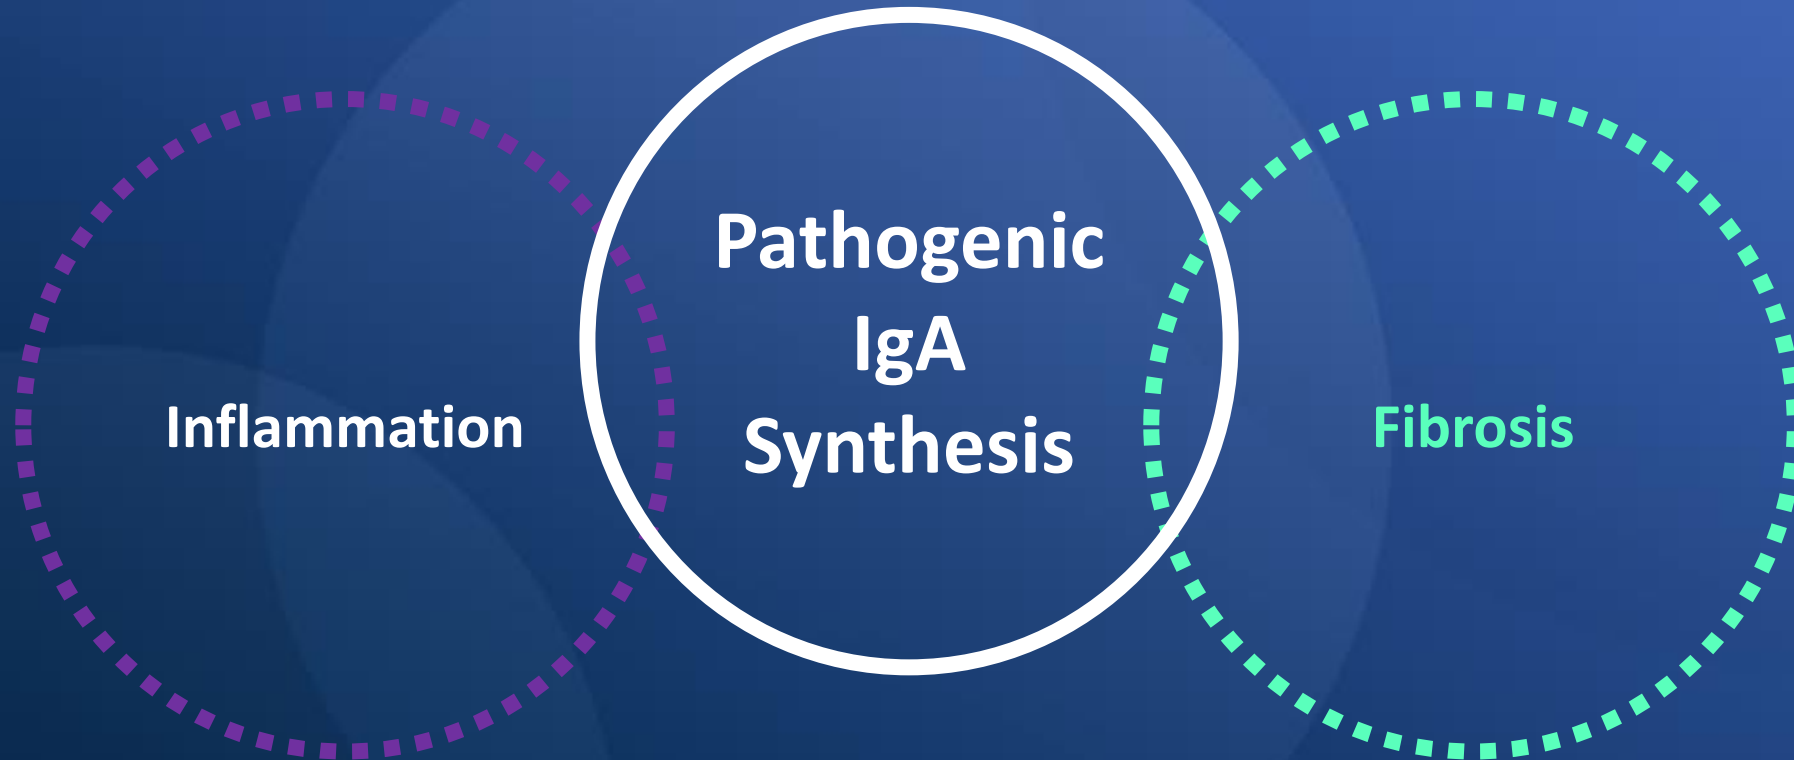 Inflammation
Pathogenic
IgA
Synthesis
Fibrosis